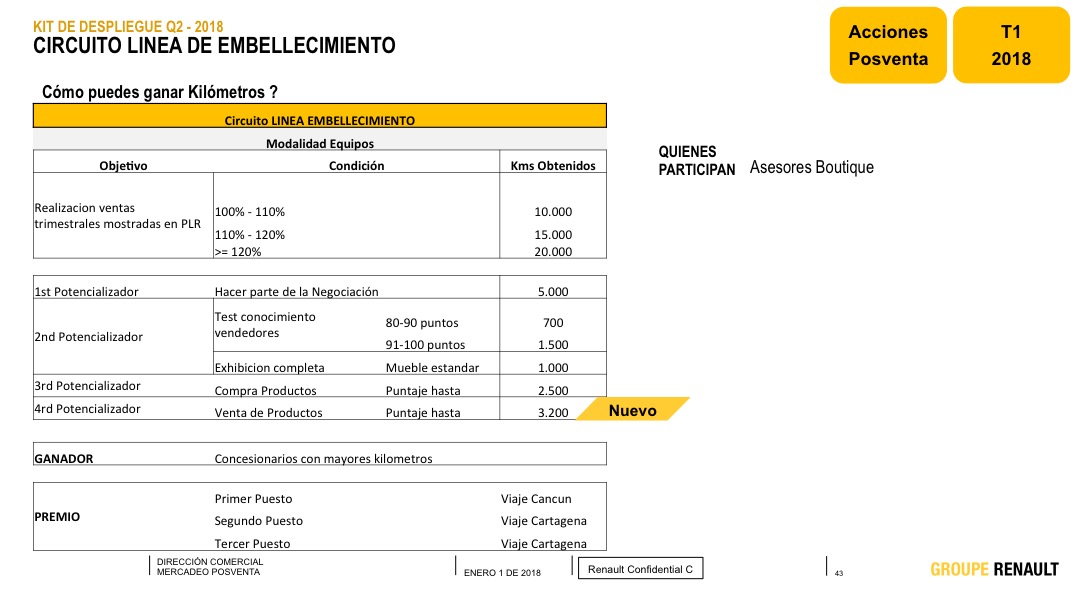 KIT DE DESPLIEGUE Q2 - 2018
CIRCUITO LINEA DE EMBELLECIMIENTO
Acciones
Posventa
T1
2018
Cómo puedes ganar Kilómetros ?
Circuito LINEA EMBELLECIMIENTO
Modalidad Equipos
Objetivo Condición Kms Obtenidos
Realizacion ventas
trimestrales mostradas en PLR
100% - 110% 10.000
110% - 120% 15.000
>= 120% 20.000
QUIENES
PARTICIPAN
Asesores Boutique
1st Potencializador Hacer parte de la Negociación 5.000
2nd Potencializador
Test conocimiento
vendedores
80-90 puntos 700
91-100 puntos 1.500
Exhibicion completa Mueble estandar 1.000
3rd Potencializador Compra Productos Puntaje hasta 2.500
4rd Potencializador Venta de Productos Puntaje hasta 3.200
Nuevo
GANADOR Concesionarios con mayores kilometros
PREMIO
Primer Puesto Viaje Cancun
Segundo Puesto Viaje Cartagena
Tercer Puesto Viaje Cartagena
DIRECCIÓN COMERCIAL
MERCADEO POSVENTA
ENERO 1 DE 2018
Renault Confidential C
43
GROUPE RENAULT